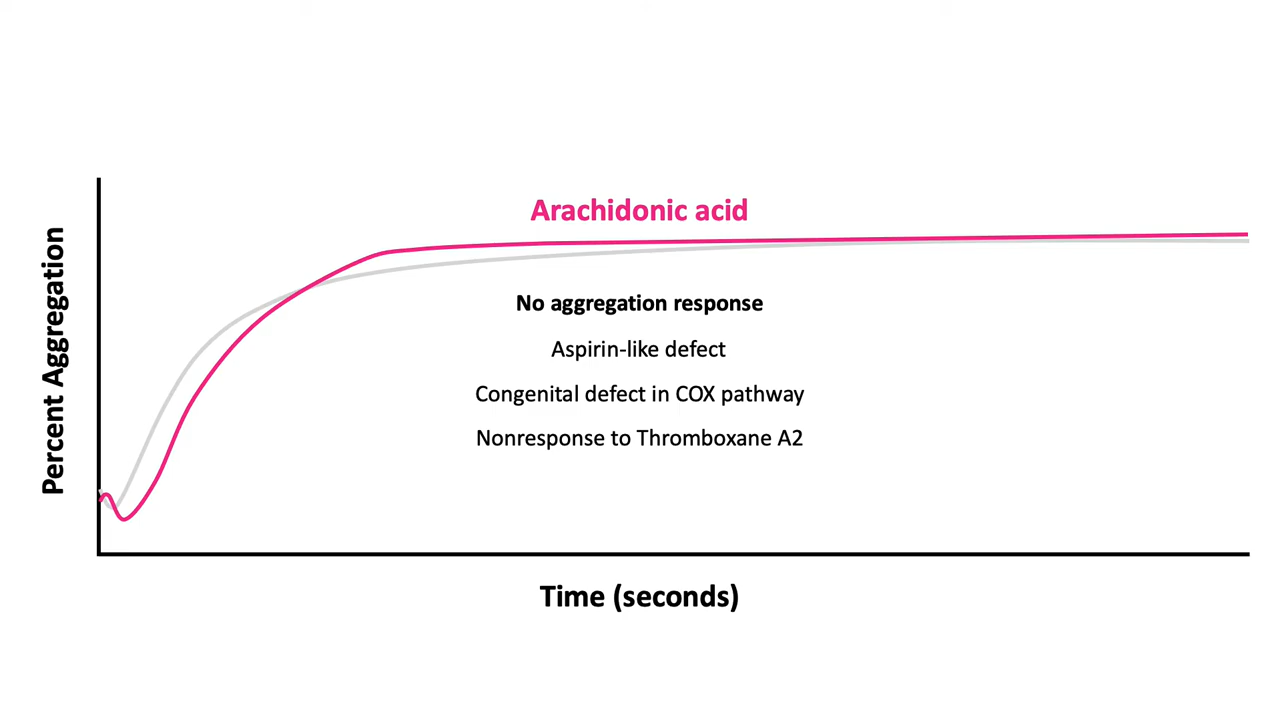 Arachidonic acid
Percent Aggregation
No aggregation response
Aspirin-like defect
Congenital defect in COX pathway
Nonresponse to Thromboxane A2
Time (seconds)